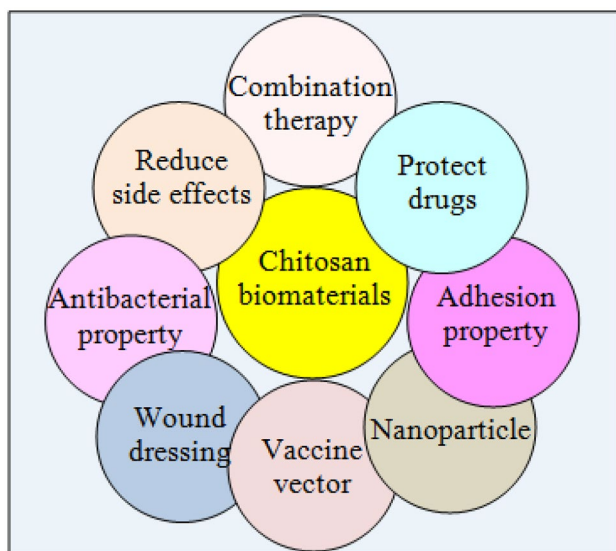 Combination
therapy
Reduce
side effects
Protect
drugs
Chitosan
biomaterials
Antibacterial
property
Adhesion
property
Wound
dressing
Vaccine
vector
Nanoparticle